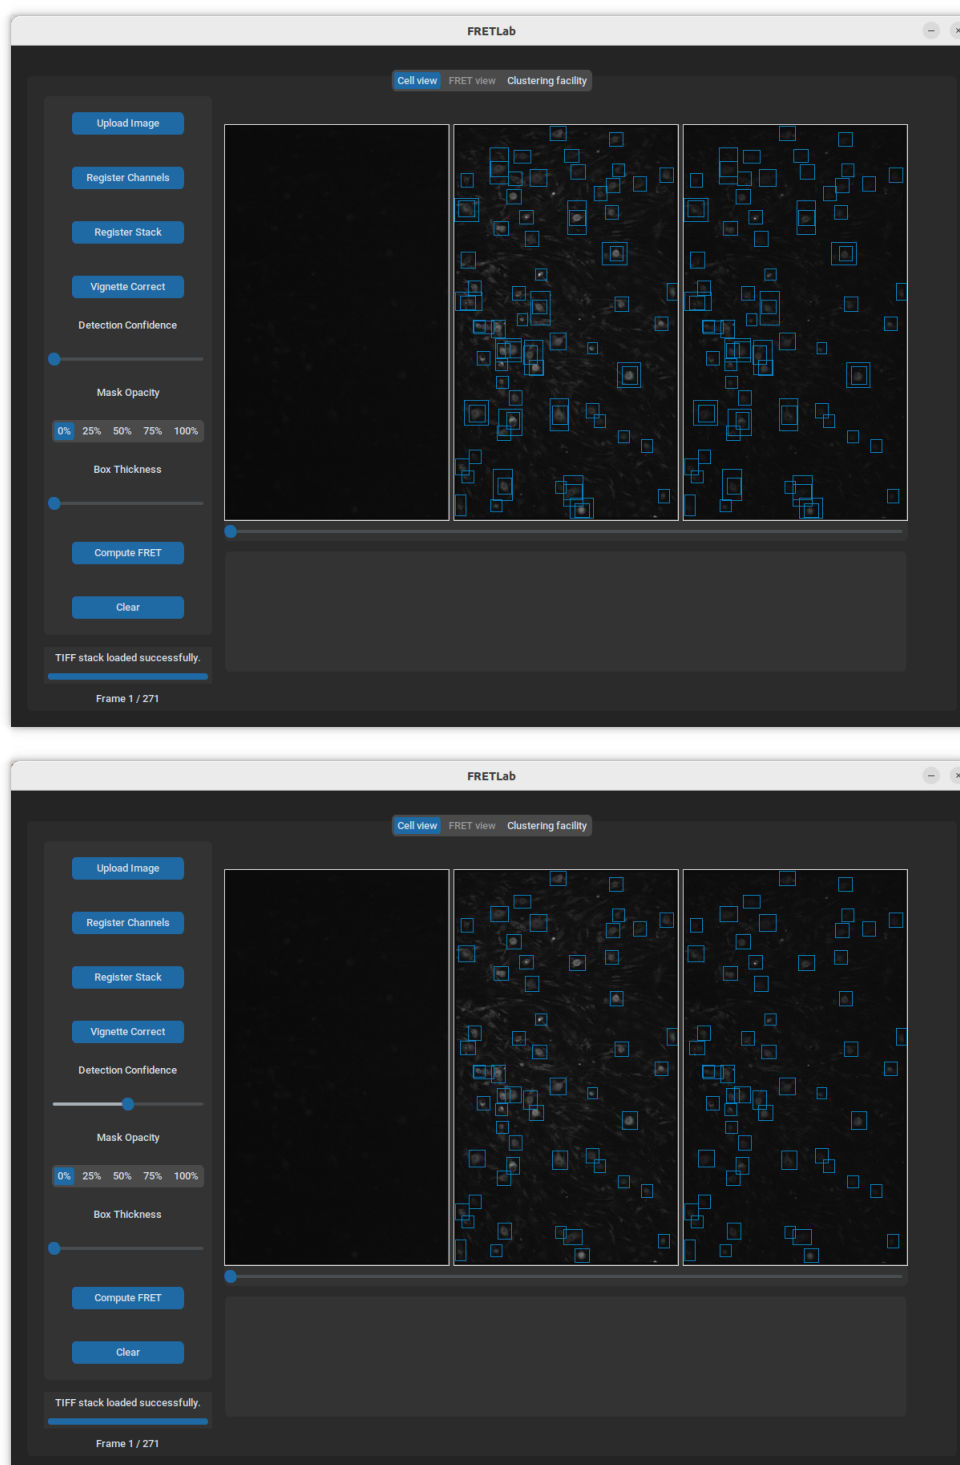 FRETLab
Cell view FRET view Clustering facility
Upload Image
Register Channels
Register Stack
Vignette Correct
Detection Confidence
Mask Opacity
0% 25% 50% 75% 100%
Box Thickness
Compute FRET
Clear
TIFF stack loaded successfully.
Frame 1 / 271
FRETLab
Cell view FRET view Clustering facility
Upload Image
Register Channels
Register Stack
Vignette Correct
Detection Confidence
Mask Opacity
0% 25% 50% 75% 100%
Box Thickness
Compute FRET
Clear
TIFF stack loaded successfully.
Frame 1 / 271